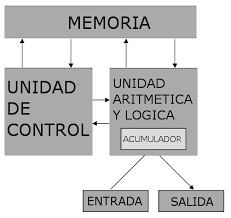 MEMORIA
UNIDAD
DE
CONTROL
UNIDAD
ARITMETICA
Y LOGICA
ACUMULADOR
ENTRADA
SALIDA